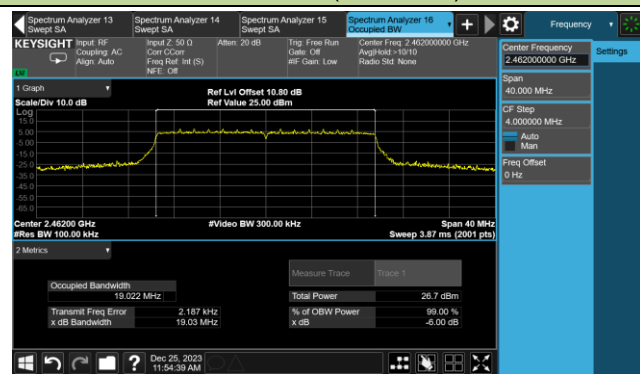 Spectrum Analyzer 13
Swept SA
Spectrum Analyzer 14
Swept SA
Spectrum Analyzer 15
Swept SA
Spectrum Analyzer 16
Occupied BW
Frequency
KEYSIGHT
Input: RF
Coupling: AC
Align: Auto
Input Z: 50 Ω
Corr CCorr
Freq Ref: Int (S)
NFE: Off
Atten: 20 dB
Trig: Free Run
Gate: Off
#IF Gain: Low
Center Freq: 2.462000000 GHz
Avg|Hold:>10/10
Radio Std: None
Center Frequency
2.462000000 GHz
Settings
Span
40.000 MHz
CF Step
4.000000 MHz
Auto
Man
Freq Offset
0 Hz
1 Graph
Scale/Div 10.0 dB
Ref Lvl Offset 10.80 dB
Ref Value 25.00 dBm
Log
15.0
5.00
-5.00
-15.0
-25.0
-35.0
-45.0
-55.0
-65.0
Center 2.46200 GHz
#Res BW 100.00 kHz
#Video BW 300.00 kHz
Span 40 MHz
Sweep 3.87 ms (2001 pts)
2 Metrics
Measure Trace
Trace 1
Occupied Bandwidth
19.022 MHz
Total Power
26.7 dBm
Transmit Freq Error
2.187 kHz
% of OBW Power
99.00 %
x dB Bandwidth
19.03 MHz
x dB
-6.00 dB
Dec 25, 2023
11:54:39 AM